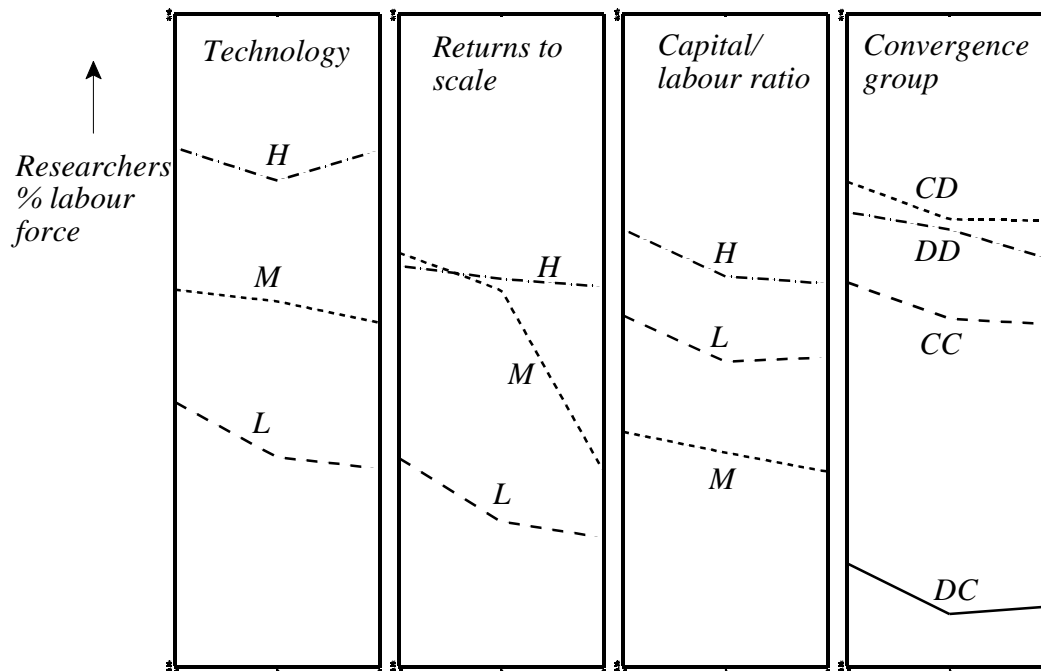 Technology
Returns to
scale
Capital/
labour ratio
Convergence
group
Researchers
% labour
force
H
M
L
H
M
L
H
L
M
CD
DD
CC
DC